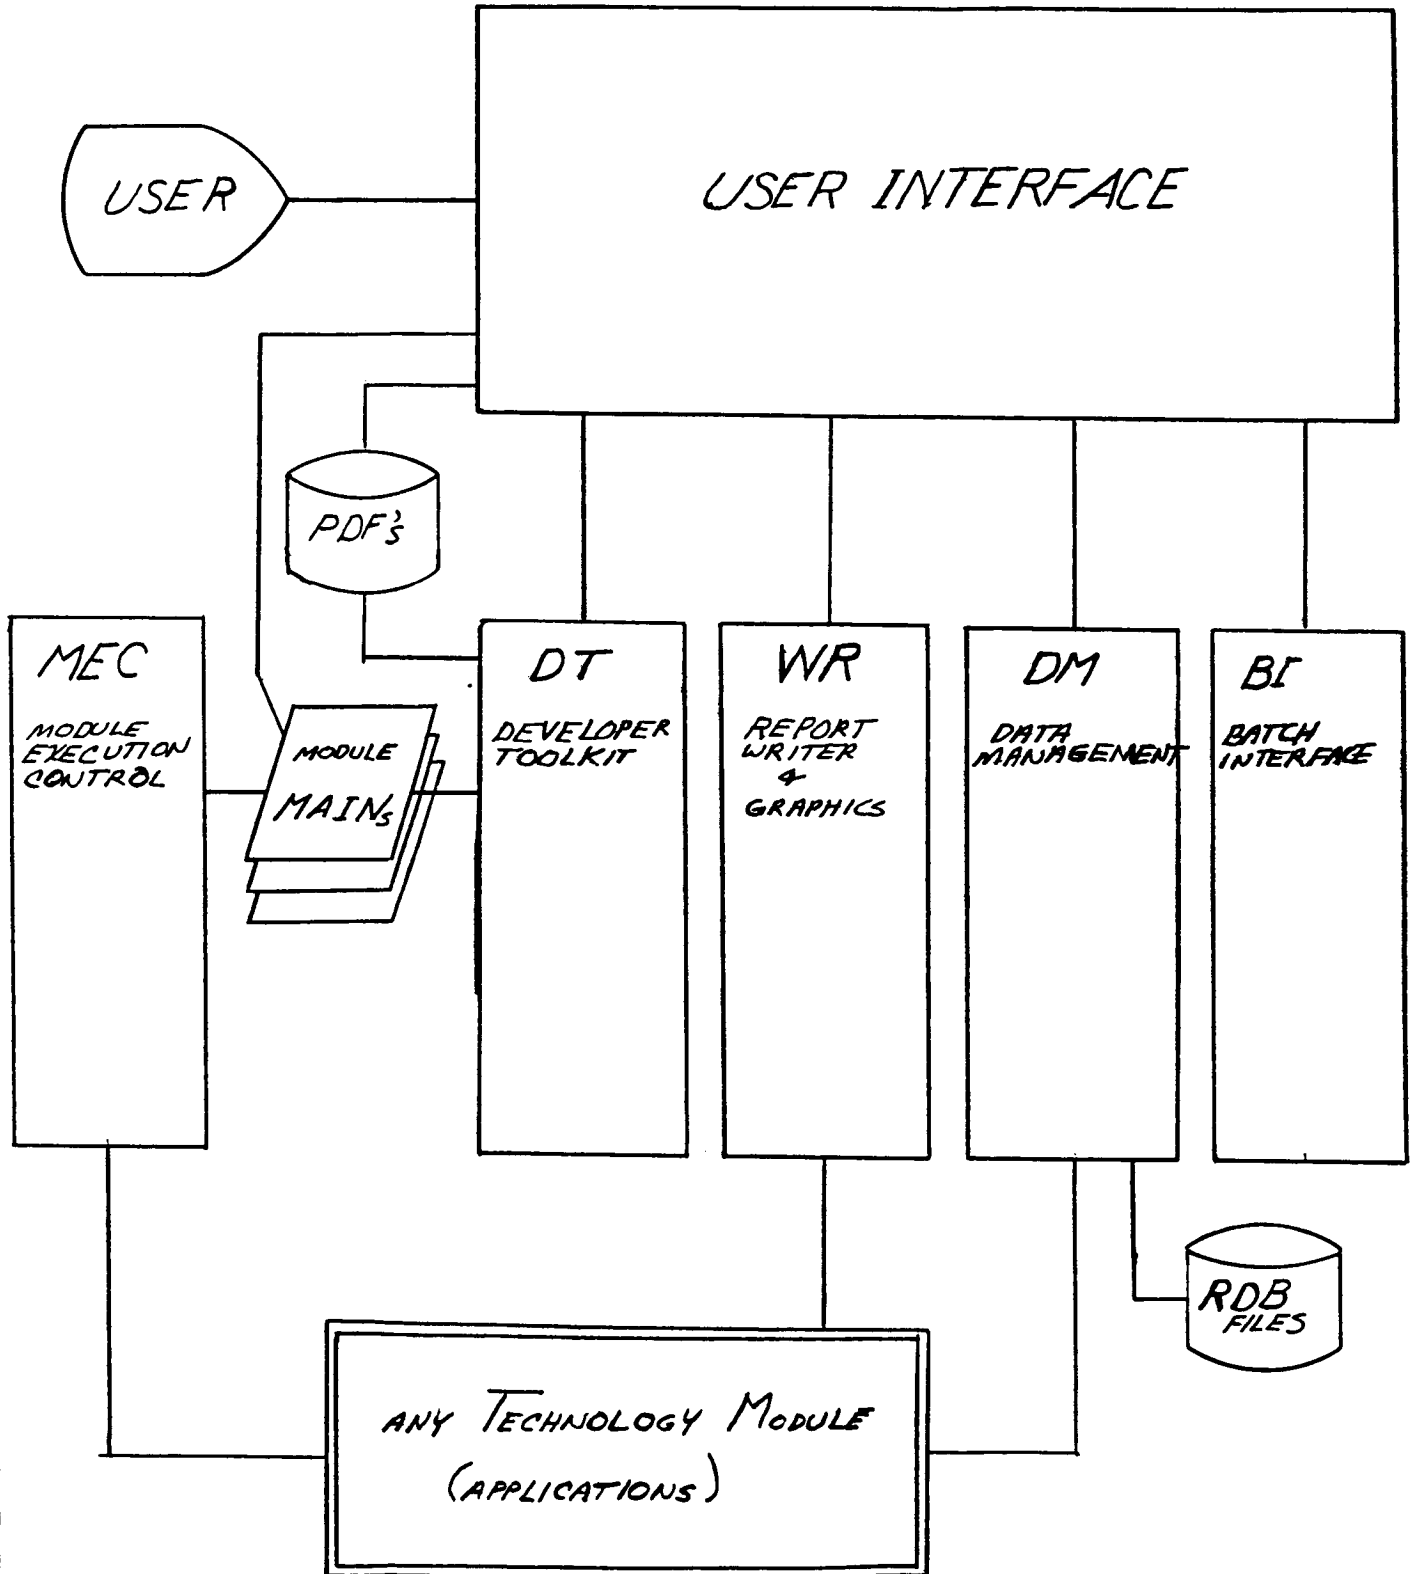 USER
USER INTERFACE
PDF's
MEC
MODULE
EXECUTION
CONTROL
MODULE
MAINs
DT
DEVELOPER
TOOLKIT
WR
REPORT
WRITER
&
GRAPHICS
DM
DATA
MANAGEMENT
BI
BATCH
INTERFACE
RDB
FILES
ANY TECHNOLOGY MODULE
(APPLICATIONS)